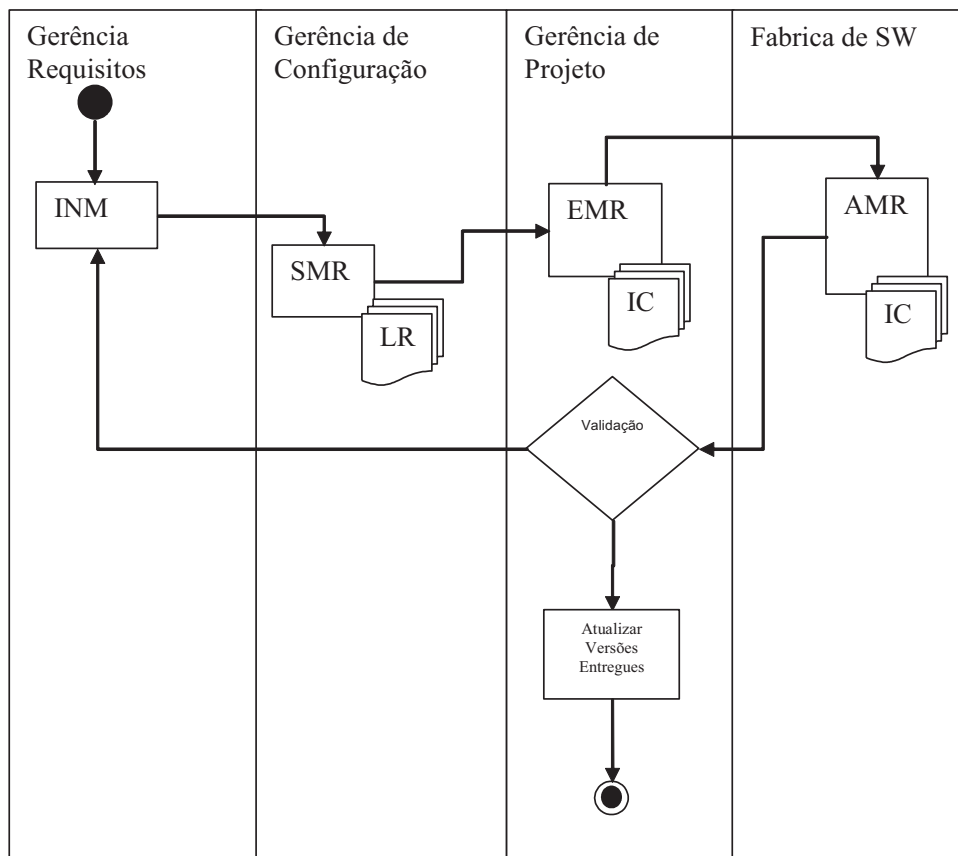 Gerência
Requisitos
Gerência de
Configuração
Gerência de
Projeto
Fabrica de SW
INM
SMR
LR
EMR
IC
AMR
IC
Validação
Atualizar
Versões
Entregues